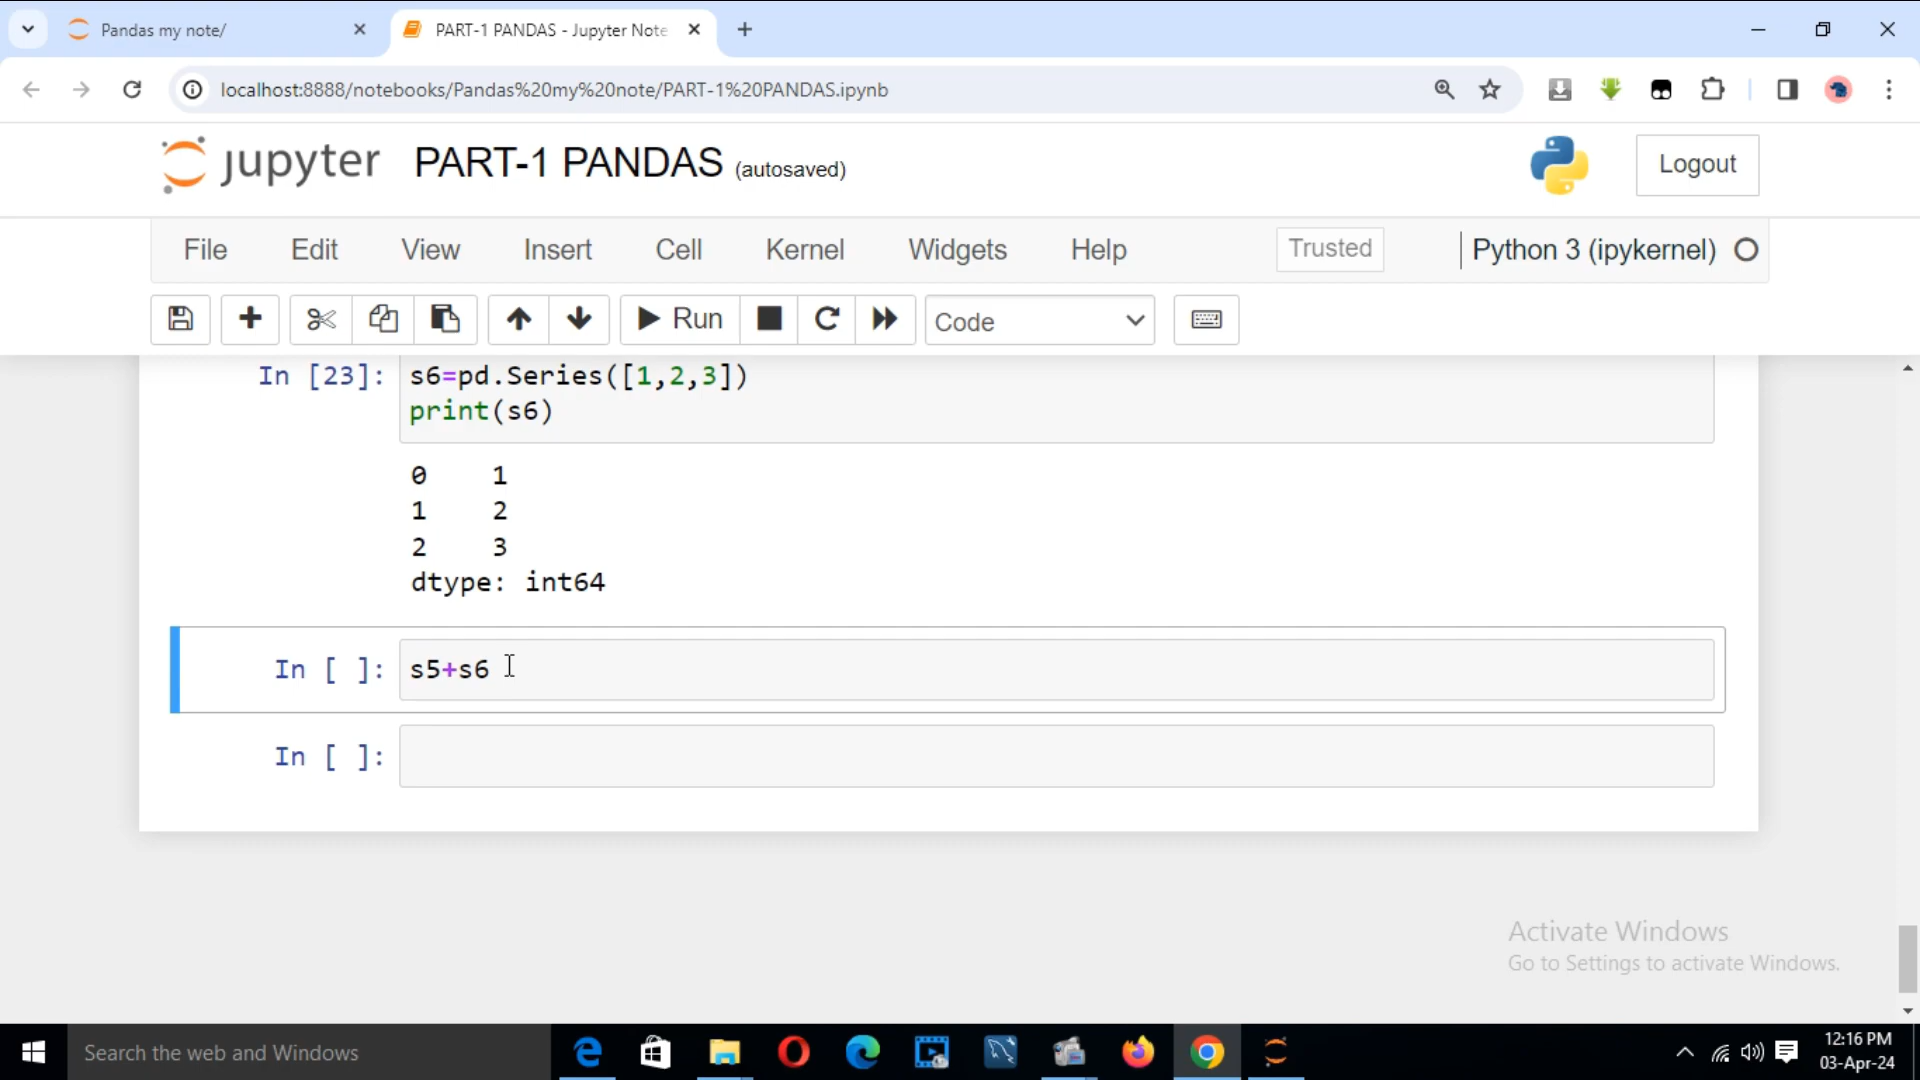 Pandas my note/
PART-1 PANDAS - Jupyter Note
localhost:8888/notebooks/Pandas%20my%20note/PART-1%20PANDAS.ipynb
jupyter PART-1 PANDAS (autosaved)
Logout
File Edit View Insert Cell Kernel Widgets Help Trusted Python 3 (ipykernel)
Run Code
In [23]: s6=pd.Series([1,2,3])
print(s6)
0 1
1 2
2 3
dtype: int64
In [ ]: s5+s6
In [ ]:
Activate Windows
Go to Settings to activate Windows.
Search the web and Windows
12:16 PM
03-Apr-24